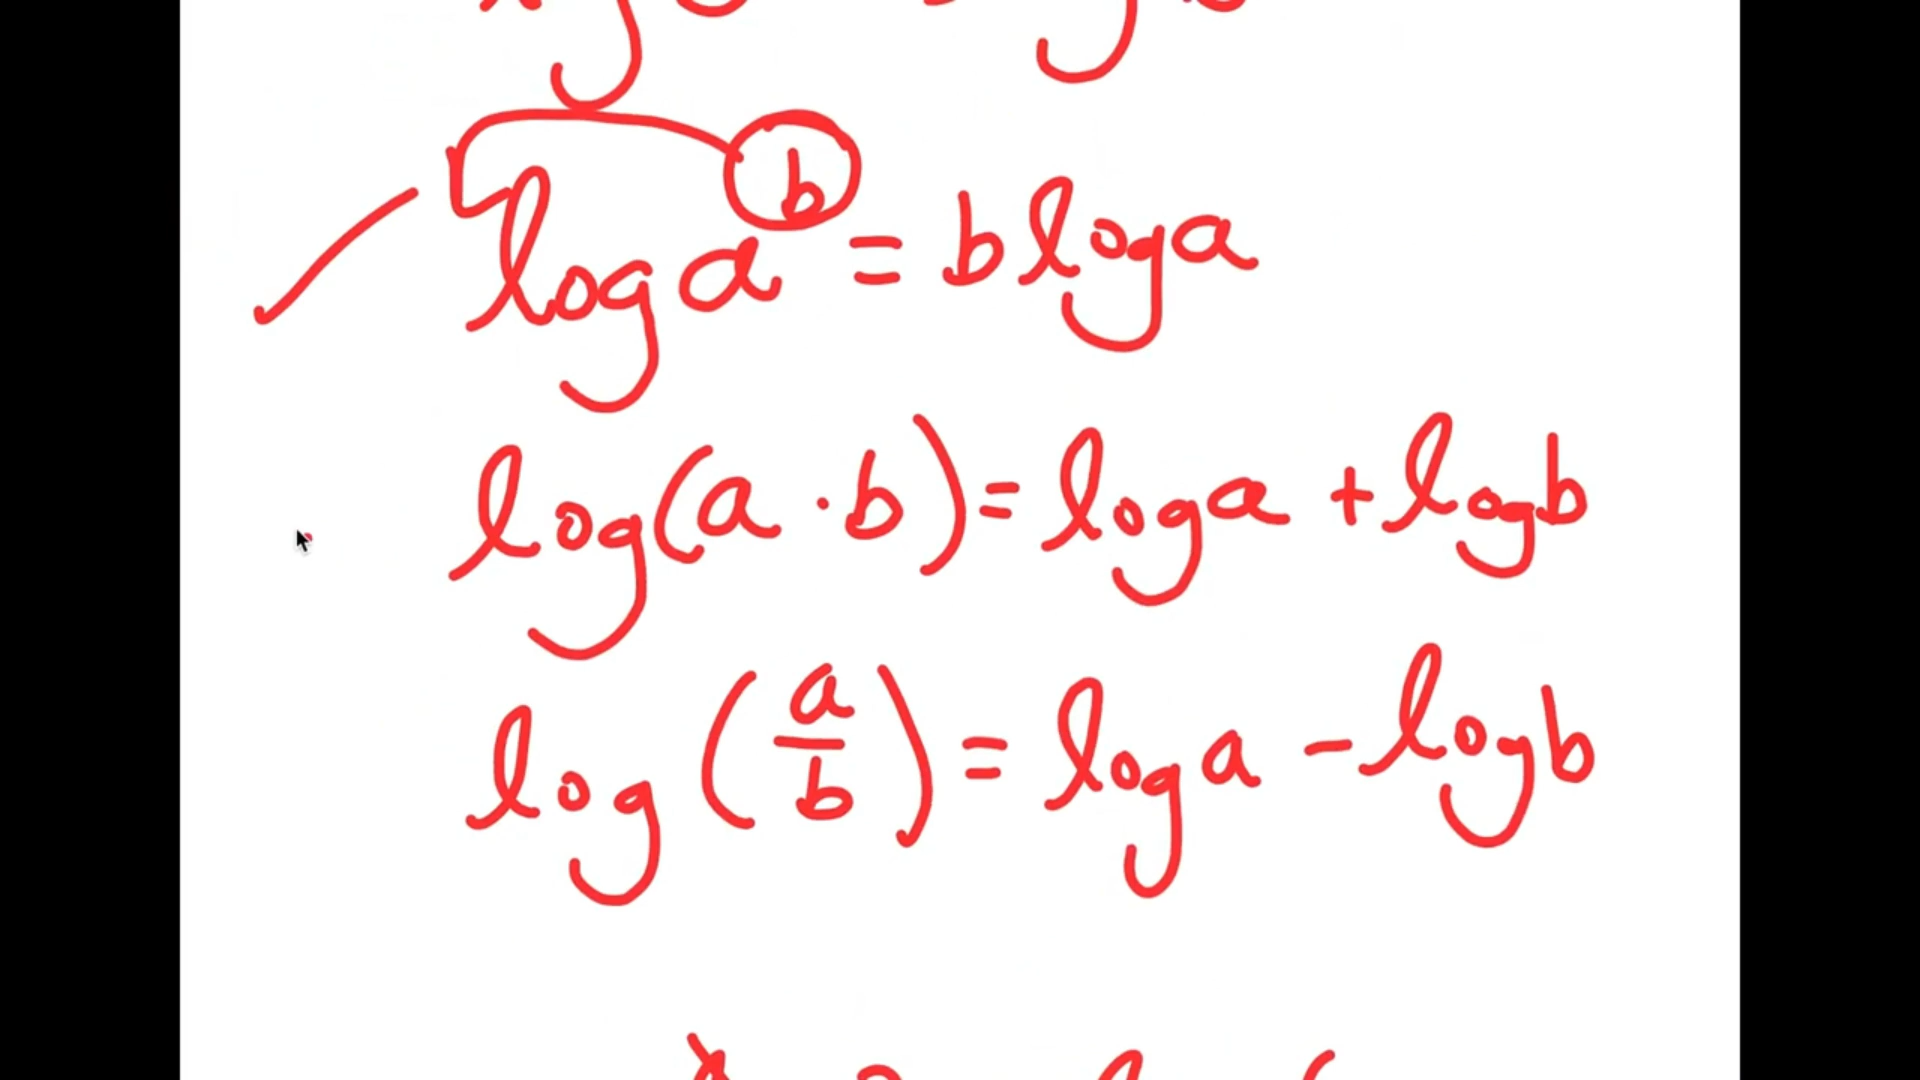 log a^b = b log a
log(a · b) = log a + log b
log (a/b) = log a - log b